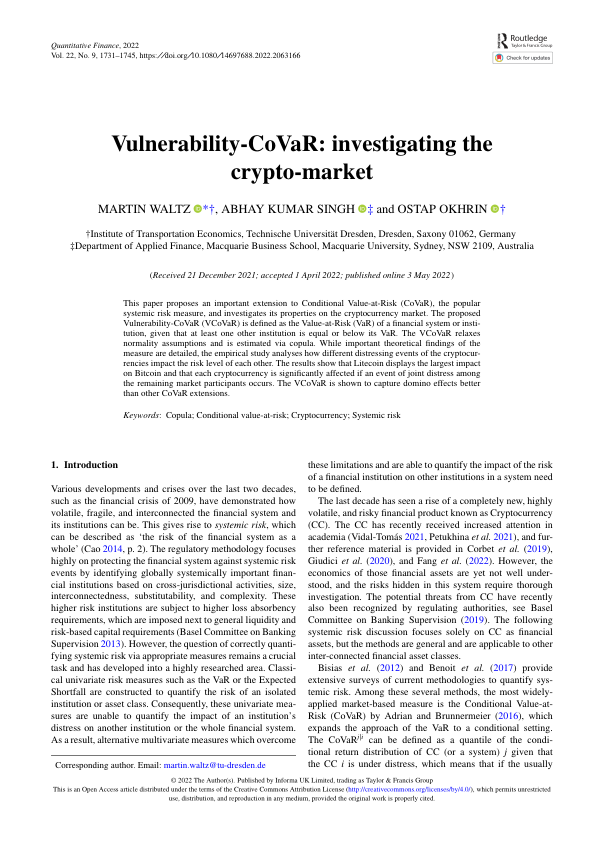 Quantitative Finance, 2022
Vol. 22, No. 9, 1731–1745, https://doi.org/10.1080/14697688.2022.2063166
Routledge
Taylor & Francis Group
Check for updates
Vulnerability-CoVaR: investigating the
crypto-market
MARTIN WALTZ *†, ABHAY KUMAR SINGH ‡ and OSTAP OKHRIN †
†Institute of Transportation Economics, Technische Universität Dresden, Dresden, Saxony 01062, Germany
‡Department of Applied Finance, Macquarie Business School, Macquarie University, Sydney, NSW 2109, Australia
(Received 21 December 2021; accepted 1 April 2022; published online 3 May 2022)
This paper proposes an important extension to Conditional Value-at-Risk (CoVaR), the popular
systemic risk measure, and investigates its properties on the cryptocurrency market. The proposed
Vulnerability-CoVaR (VCoVaR) is defined as the Value-at-Risk (VaR) of a financial system or insti-
tution, given that at least one other institution is equal or below its VaR. The VCoVaR relaxes
normality assumptions and is estimated via copula. While important theoretical findings of the
measure are detailed, the empirical study analyses how different distressing events of the cryptocur-
rencies impact the risk level of each other. The results show that Litecoin displays the largest impact
on Bitcoin and that each cryptocurrency is significantly affected if an event of joint distress among
the remaining market participants occurs. The VCoVaR is shown to capture domino effects better
than other CoVaR extensions.
Keywords: Copula; Conditional value-at-risk; Cryptocurrency; Systemic risk
1. Introduction
Various developments and crises over the last two decades,
such as the financial crisis of 2009, have demonstrated how
volatile, fragile, and interconnected the financial system and
its institutions can be. This gives rise to systemic risk, which
can be described as ‘the risk of the financial system as a
whole’ (Cao 2014, p. 2). The regulatory methodology focuses
highly on protecting the financial system against systemic risk
events by identifying globally systemically important finan-
cial institutions based on cross-jurisdictional activities, size,
interconnectedness, substitutability, and complexity. These
higher risk institutions are subject to higher loss absorbency
requirements, which are imposed next to general liquidity and
risk-based capital requirements (Basel Committee on Banking
Supervision 2013). However, the question of correctly quanti-
fying systemic risk via appropriate measures remains a crucial
task and has developed into a highly researched area. Classi-
cal univariate risk measures such as the VaR or the Expected
Shortfall are constructed to quantify the risk of an isolated
institution or asset class. Consequently, these univariate mea-
sures are unable to quantify the impact of an institution’s
distress on another institution or the whole financial system.
As a result, alternative multivariate measures which overcome
Corresponding author. Email: martin.waltz@tu-dresden.de
these limitations and are able to quantify the impact of the risk
of a financial institution on other institutions in a system need
to be defined.
The last decade has seen a rise of a completely new, highly
volatile, and risky financial product known as Cryptocurrency
(CC). The CC has recently received increased attention in
academia (Vidal-Tomás 2021, Petukhina et al. 2021), and fur-
ther reference material is provided in Corbet et al. (2019),
Giudici et al. (2020), and Fang et al. (2022). However, the
economics of those financial assets are yet not well under-
stood, and the risks hidden in this system require thorough
investigation. The potential threats from CC have recently
also been recognized by regulating authorities, see Basel
Committee on Banking Supervision (2019). The following
systemic risk discussion focuses solely on CC as financial
assets, but the methods are general and are applicable to other
inter-connected financial asset classes.
Bisias et al. (2012) and Benoit et al. (2017) provide
extensive surveys of current methodologies to quantify sys-
temic risk. Among these several methods, the most widely-
applied market-based measure is the Conditional Value-at-
Risk (CoVaR) by Adrian and Brunnermeier (2016), which
expands the approach of the VaR to a conditional setting.
The CoVaR^{j|i} can be defined as a quantile of the condi-
tional return distribution of CC (or a system) j given that
the CC i is under distress, which means that if the usually
© 2022 The Author(s). Published by Informa UK Limited, trading as Taylor & Francis Group
This is an Open Access article distributed under the terms of the Creative Commons Attribution License (http://creativecommons.org/licenses/by/4.0/), which permits unrestricted
use, distribution, and reproduction in any medium, provided the original work is properly cited.